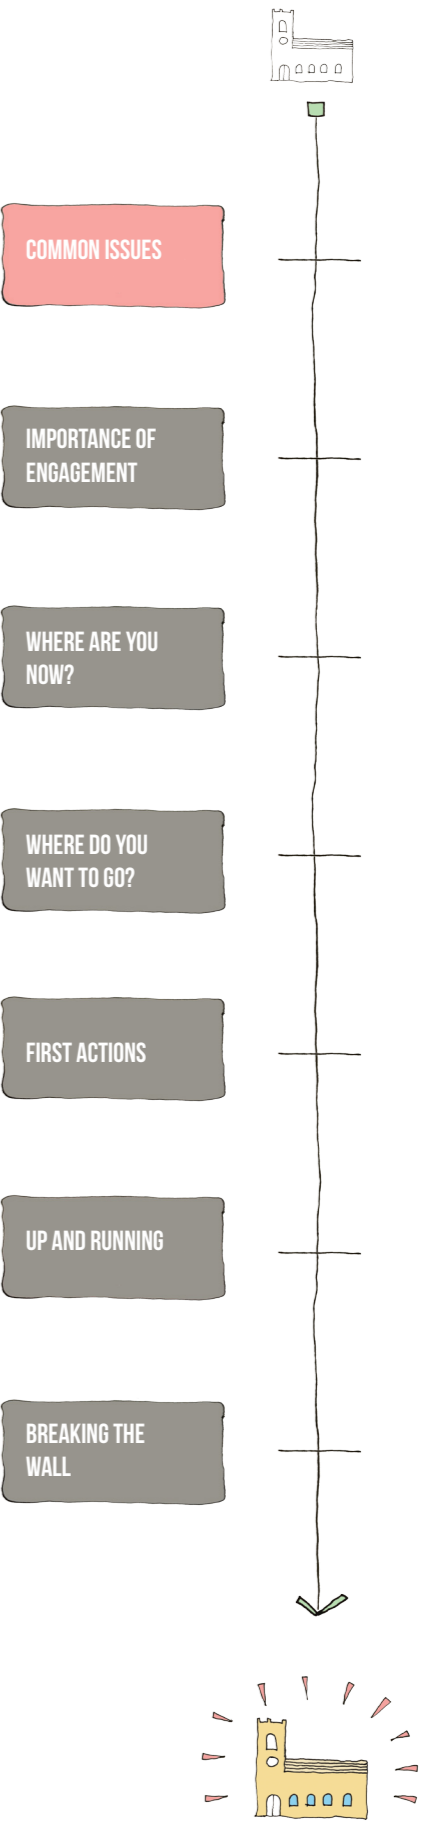 COMMON ISSUES
IMPORTANCE OF
ENGAGEMENT
WHERE ARE YOU
NOW?
WHERE DO YOU
WANT TO GO?
FIRST ACTIONS
UP AND RUNNING
BREAKING THE
WALL